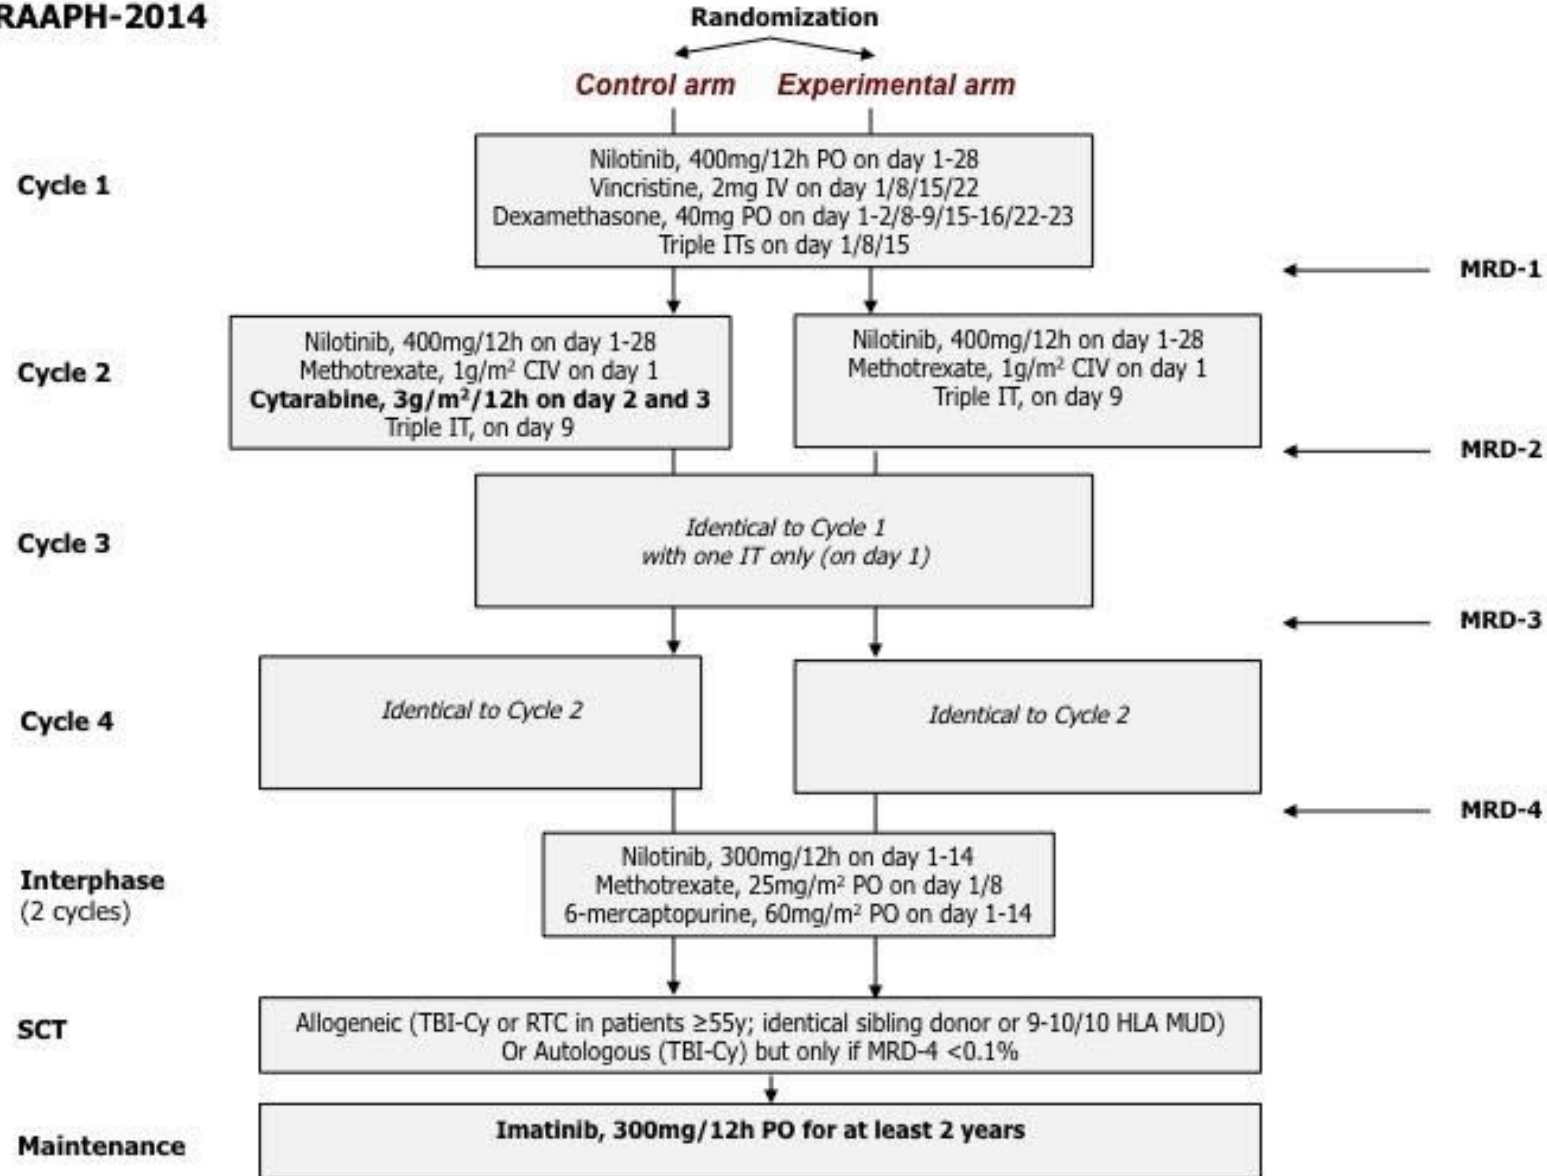 RAAPH-2014
Randomization
Control arm
Experimental arm
Cycle 1
Nilotinib, 400mg/12h PO on day 1-28
Vincristine, 2mg IV on day 1/8/15/22
Dexamethasone, 40mg PO on day 1-2/8-9/15-16/22-23
Triple ITs on day 1/8/15
MRD-1
Cycle 2
Nilotinib, 400mg/12h on day 1-28
Methotrexate, 1g/m² CIV on day 1
Cytarabine, 3g/m²/12h on day 2 and 3
Triple IT, on day 9
Nilotinib, 400mg/12h on day 1-28
Methotrexate, 1g/m² CIV on day 1
Triple IT, on day 9
MRD-2
Cycle 3
Identical to Cycle 1
with one IT only (on day 1)
MRD-3
Cycle 4
Identical to Cycle 2
Identical to Cycle 2
MRD-4
Interphase
(2 cycles)
Nilotinib, 300mg/12h on day 1-14
Methotrexate, 25mg/m² PO on day 1/8
6-mercaptopurine, 60mg/m² PO on day 1-14
SCT
Allogeneic (TBI-Cy or RTC in patients ≥55y; identical sibling donor or 9-10/10 HLA MUD)
Or Autologous (TBI-Cy) but only if MRD-4 <0.1%
Maintenance
Imatinib, 300mg/12h PO for at least 2 years